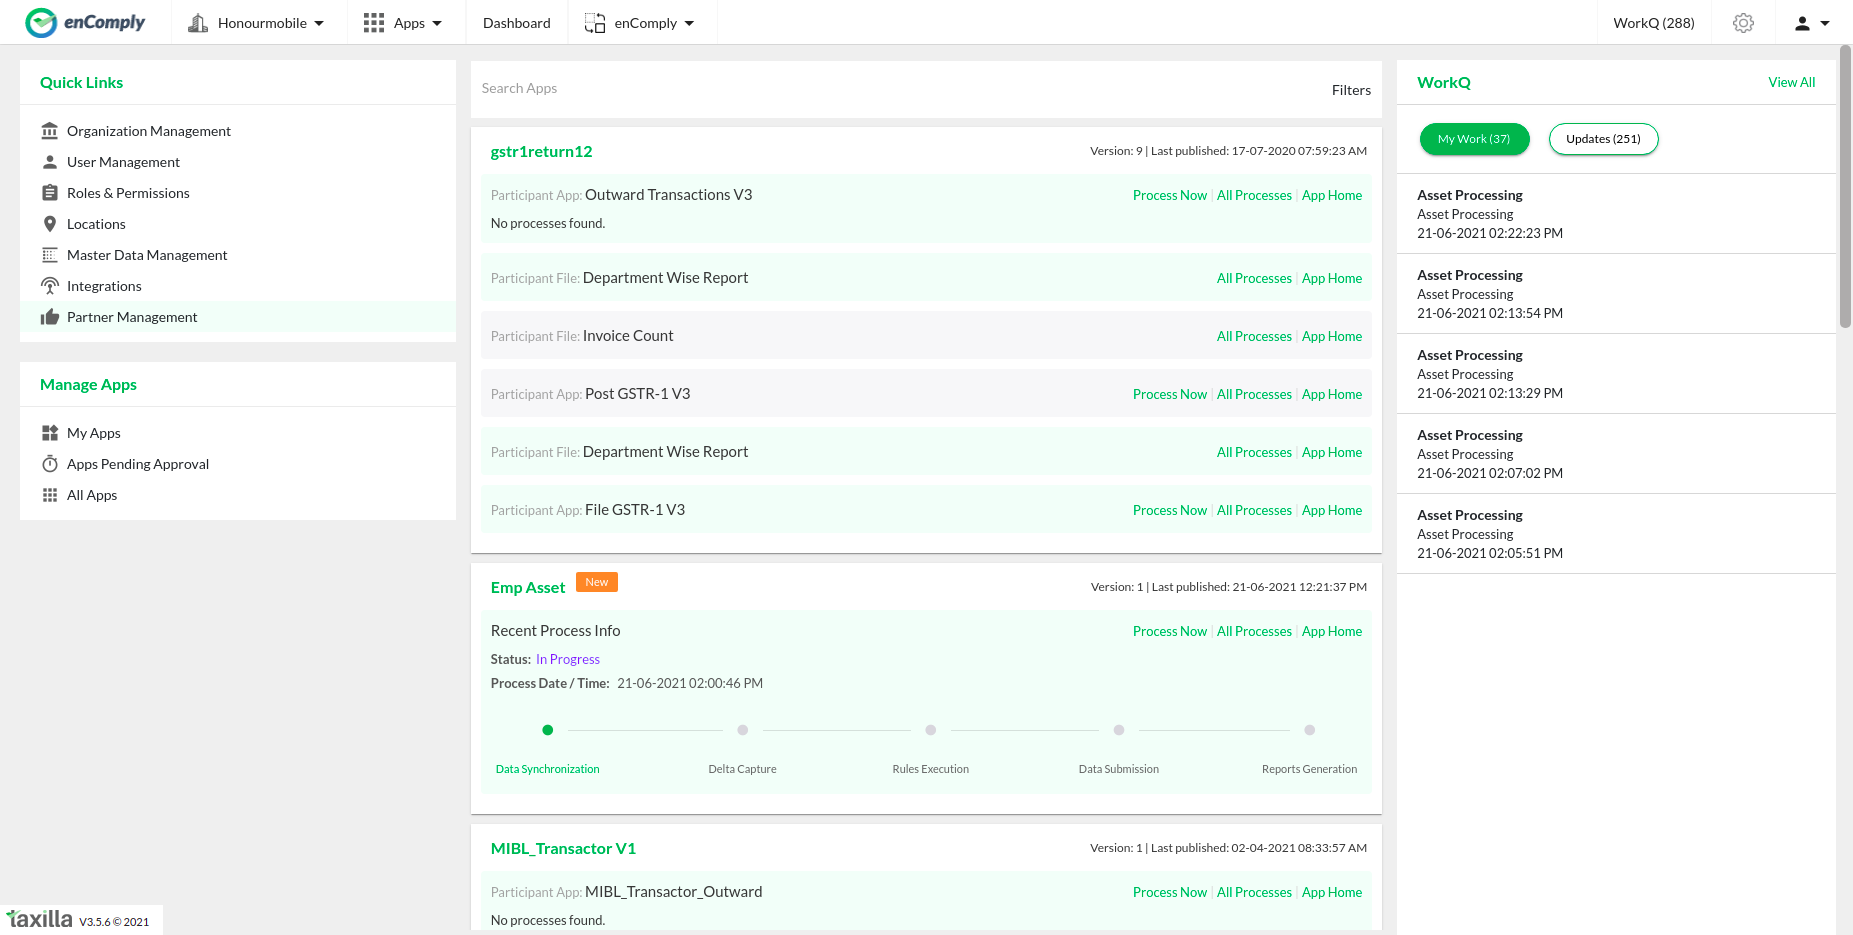 enComply
Honourmobile
Apps
Dashboard
enComply
WorkQ (288)
Quick Links
Organization Management
User Management
Roles & Permissions
Locations
Master Data Management
Integrations
Partner Management
Manage Apps
My Apps
Apps Pending Approval
All Apps
Search Apps
Filters
gstr1return12
Version: 9 | Last published: 17-07-2020 07:59:23 AM
Participant App: Outward Transactions V3
Process Now | All Processes | App Home
No processes found.
Participant File: Department Wise Report
All Processes | App Home
Participant File: Invoice Count
All Processes | App Home
Participant App: Post GSTR-1 V3
Process Now | All Processes | App Home
Participant File: Department Wise Report
All Processes | App Home
Participant App: File GSTR-1 V3
Process Now | All Processes | App Home
Emp Asset
New
Version: 1 | Last published: 21-06-2021 12:21:37 PM
Recent Process Info
Process Now | All Processes | App Home
Status: In Progress
Process Date / Time: 21-06-2021 02:00:46 PM
Data Synchronization
Delta Capture
Rules Execution
Data Submission
Reports Generation
MIBL_Transactor V1
Version: 1 | Last published: 02-04-2021 08:33:57 AM
Participant App: MIBL_Transactor_Outward
Process Now | All Processes | App Home
No processes found.
WorkQ
View All
My Work (37)
Updates (251)
Asset Processing
Asset Processing
21-06-2021 02:22:23 PM
Asset Processing
Asset Processing
21-06-2021 02:13:54 PM
Asset Processing
Asset Processing
21-06-2021 02:13:29 PM
Asset Processing
Asset Processing
21-06-2021 02:07:02 PM
Asset Processing
Asset Processing
21-06-2021 02:05:51 PM
taxilla V3.5.6 © 2021